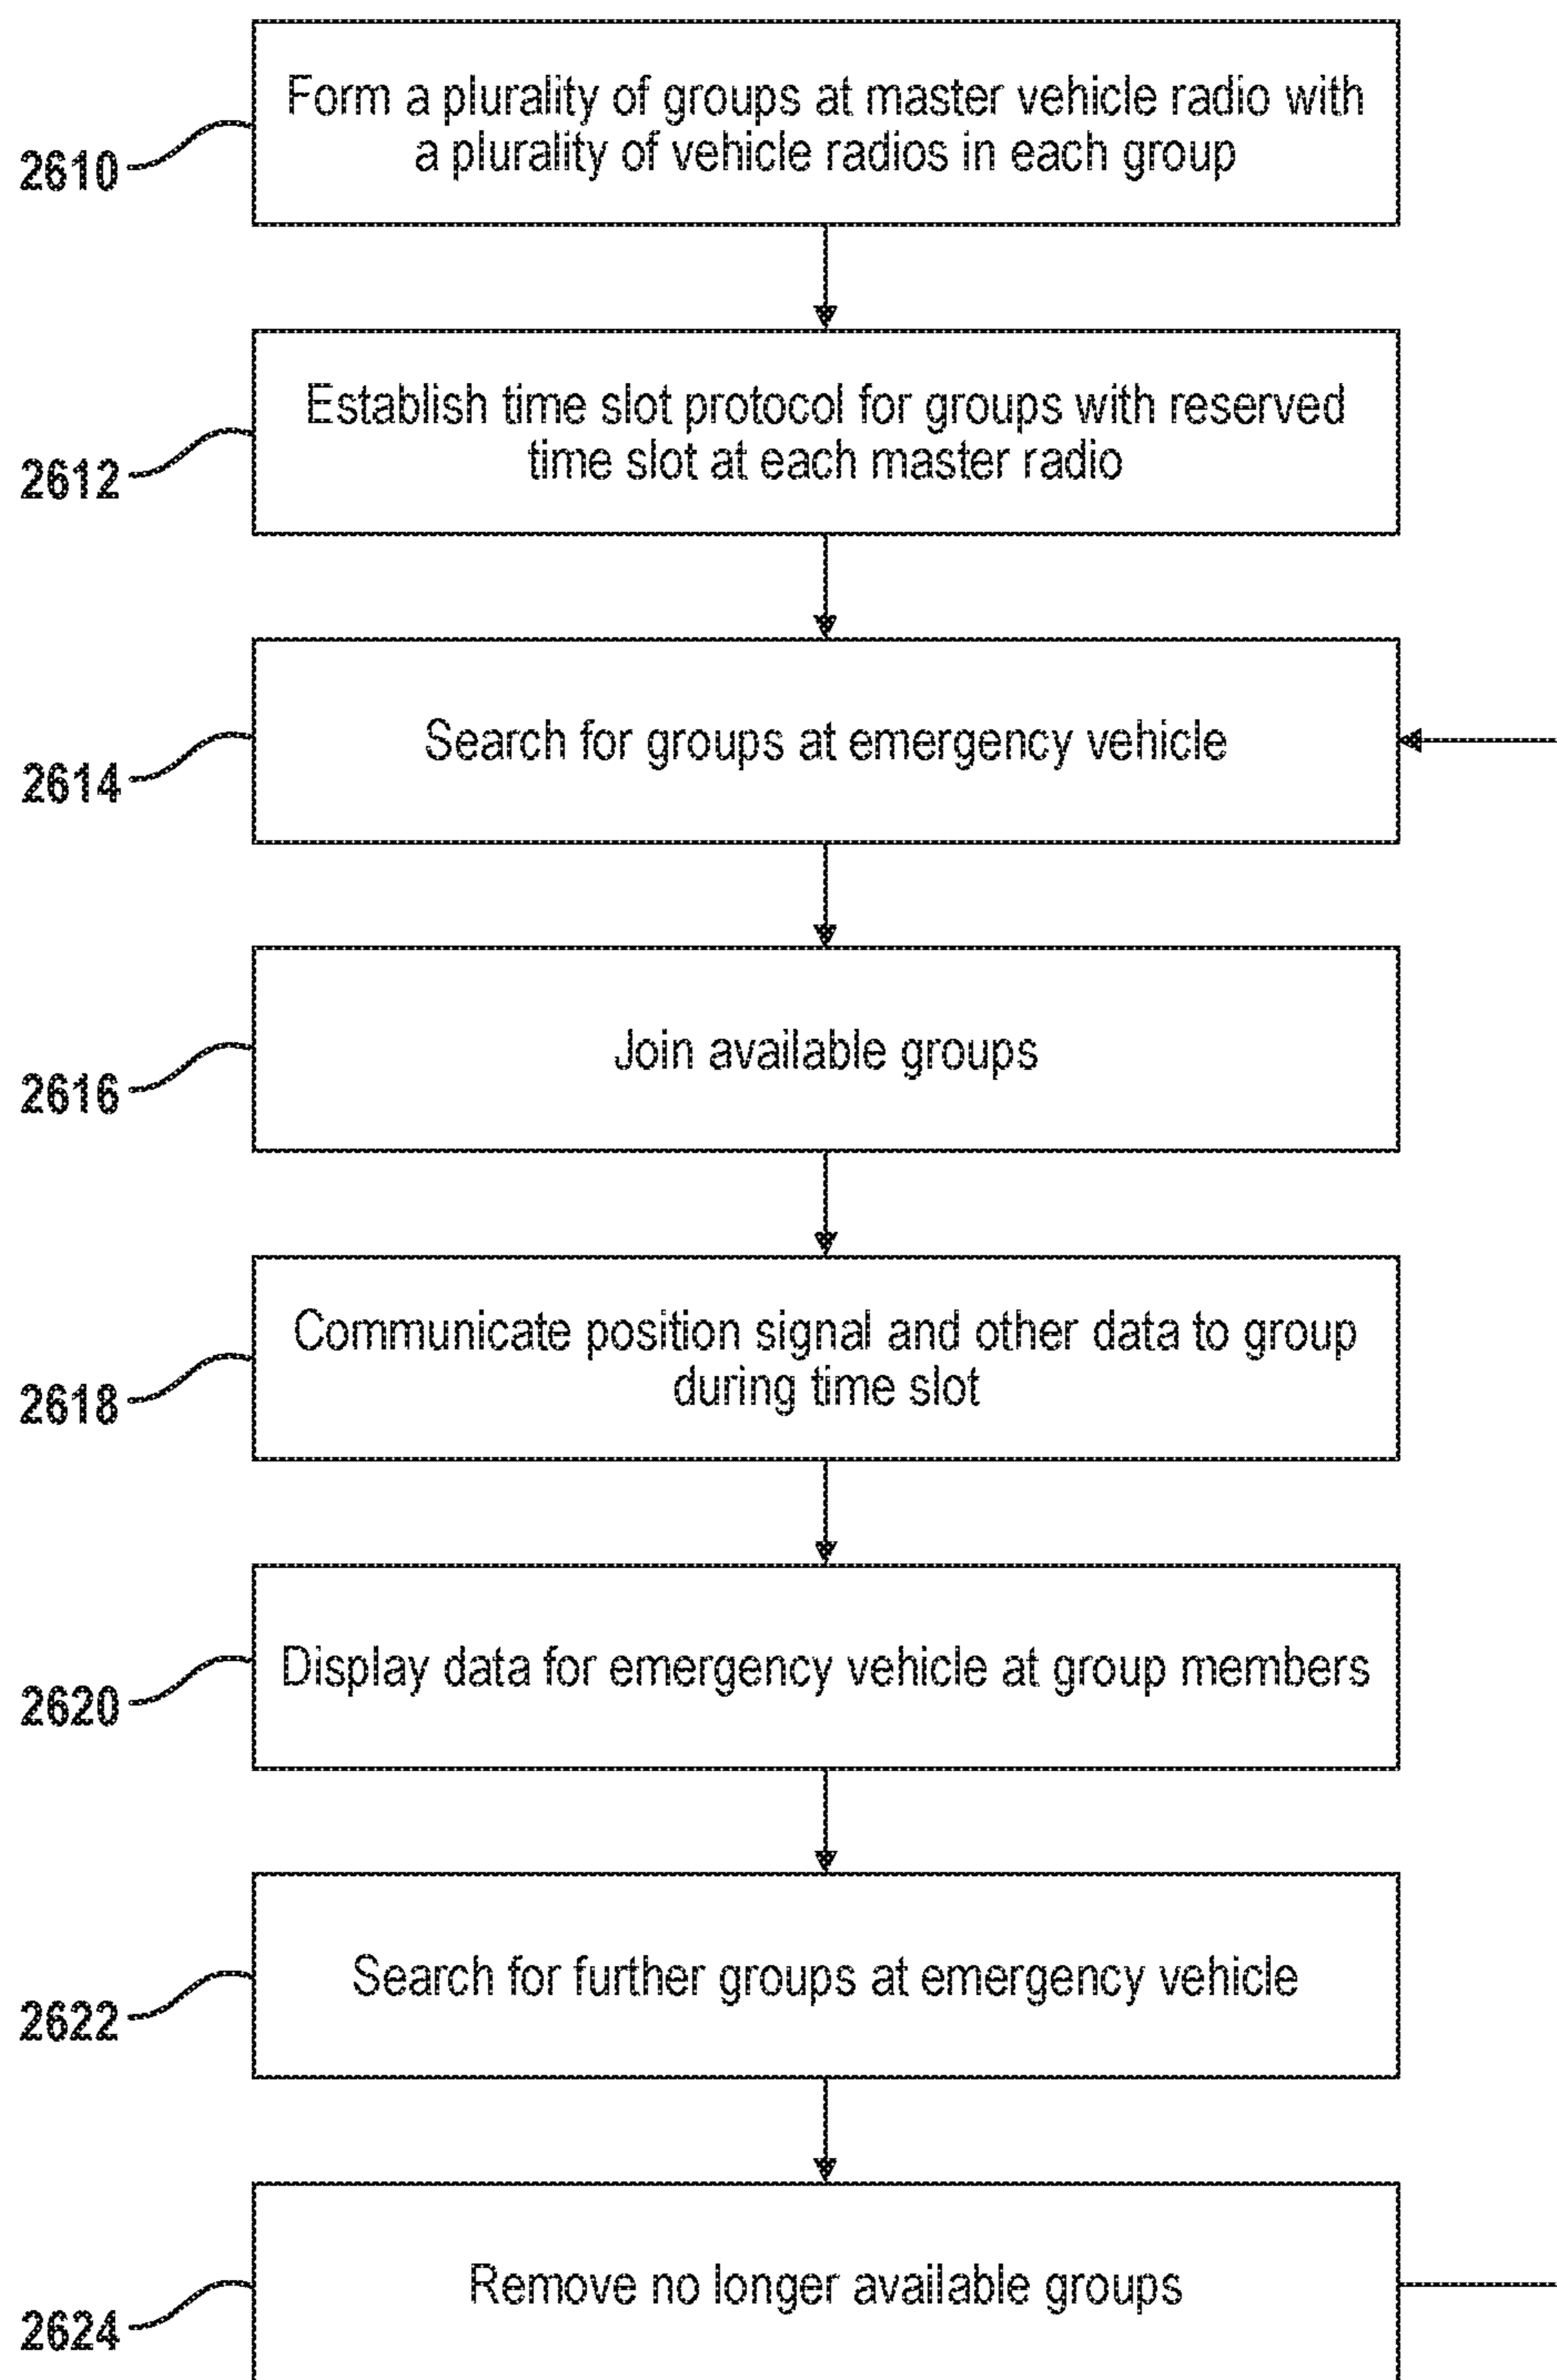 Form a plurality of groups at master vehicle radio with
a plurality of vehicle radios in each group
2610
Establish time slot protocol for groups with reserved
time slot at each master radio
2612
Search for groups at emergency vehicle
2614
Join available groups
2616
Communicate position signal and other data to group
during time slot
2618
Display data for emergency vehicle at group members
2620
Search for further groups at emergency vehicle
2622
Remove no longer available groups
2624